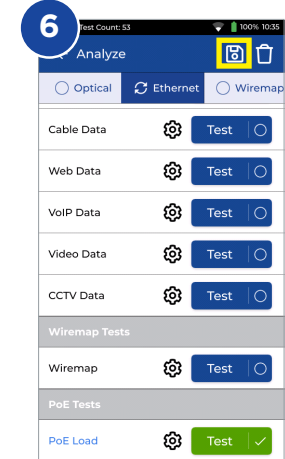 6
Test Count: 53
100% 10:35
Analyze
Optical
Ethernet
Wiremap
Cable Data
Test
Web Data
Test
VoIP Data
Test
Video Data
Test
CCTV Data
Test
Wiremap Tests
Wiremap
Test
PoE Tests
PoE Load
Test